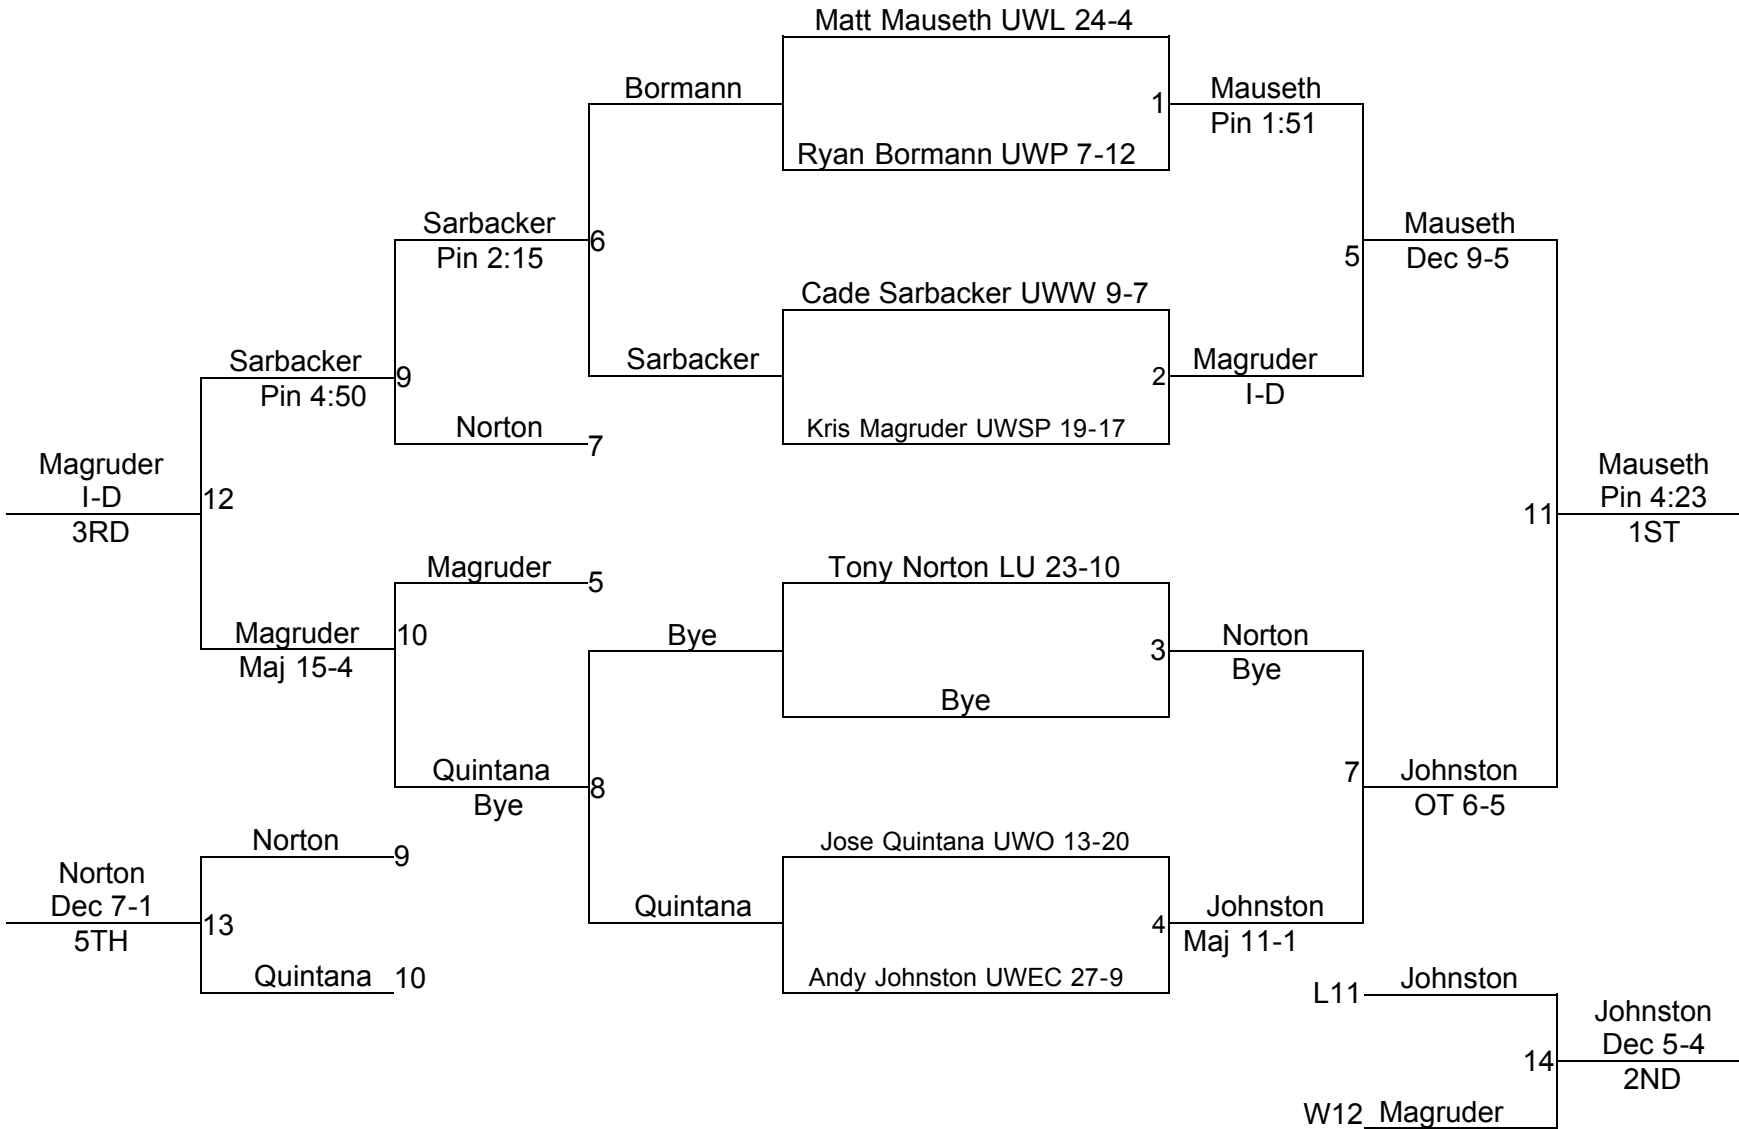 Matt Mauseth UWL 24-4
Bormann
1
Mauseth
Pin 1:51
Ryan Bormann UWP 7-12
Sarbacker
Pin 2:15
6
Mauseth
Dec 9-5
5
Cade Sarbacker UWW 9-7
Sarbacker
Pin 4:50
9
Sarbacker
2
Magruder
I-D
Norton
7
Kris Magruder UWSP 19-17
Magruder
I-D
3RD
12
11
Mauseth
Pin 4:23
1ST
Magruder
5
Tony Norton LU 23-10
Magruder
Maj 15-4
10
Bye
3
Norton
Bye
Bye
Quintana
Bye
8
7
Johnston
OT 6-5
Norton
9
Jose Quintana UWO 13-20
Norton
Dec 7-1
5TH
13
Quintana
4
Johnston
Maj 11-1
Quintana
10
Andy Johnston UWEC 27-9
L11
Johnston
Johnston
Dec 5-4
2ND
14
W12
Magruder